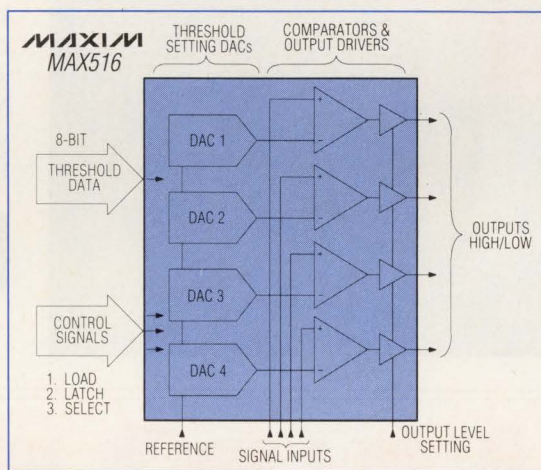 MAXIM
MAX516
THRESHOLD
SETTING DACs
COMPARATORS &
OUTPUT DRIVERS
8-BIT
THRESHOLD
DATA
DAC 1
DAC 2
DAC 3
DAC 4
+
−
+
−
+
−
+
−
OUTPUTS
HIGH/LOW
CONTROL
SIGNALS
1. LOAD
2. LATCH
3. SELECT
REFERENCE
SIGNAL INPUTS
OUTPUT LEVEL
SETTING